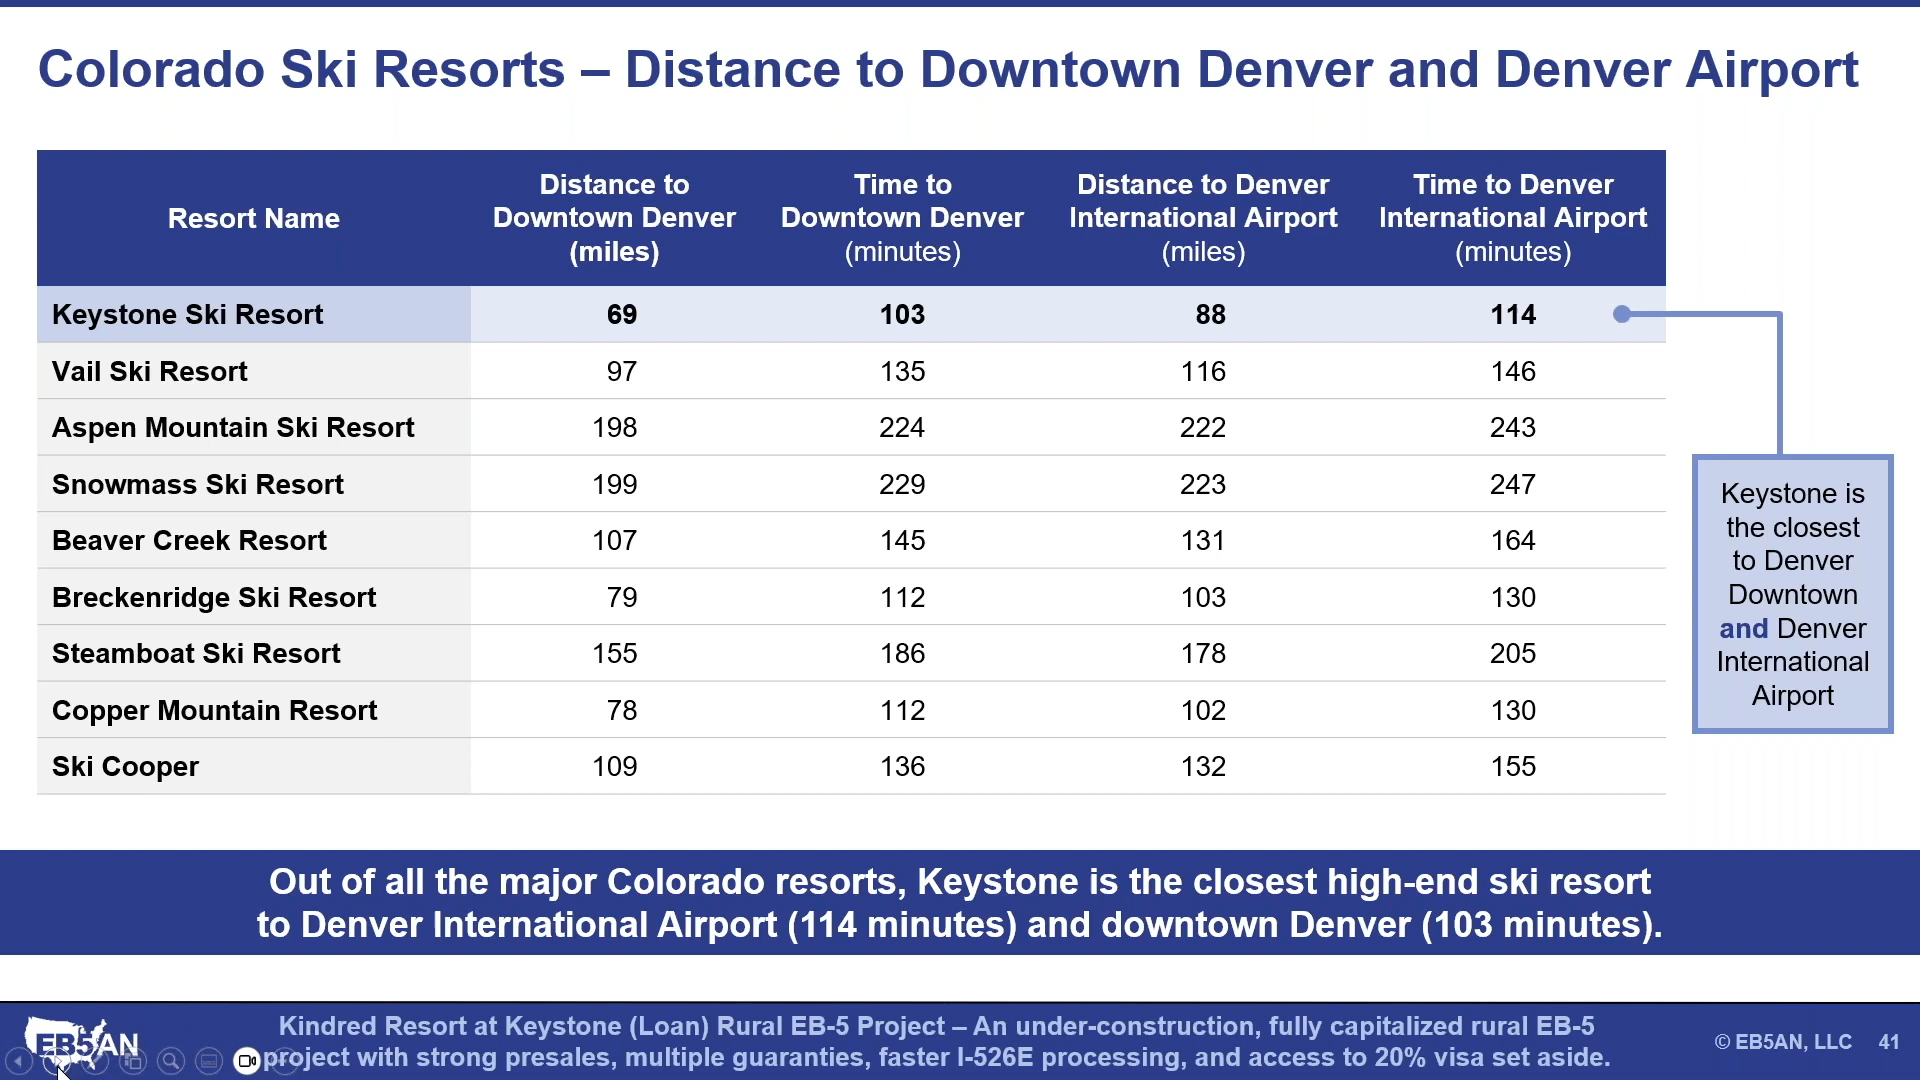 Colorado Ski Resorts – Distance to Downtown Denver and Denver Airport
Resort Name
Distance to
Downtown Denver
(miles)
Time to
Downtown Denver
(minutes)
Distance to Denver
International Airport
(miles)
Time to Denver
International Airport
(minutes)
Keystone Ski Resort 69 103 88 114
Vail Ski Resort 97 135 116 146
Aspen Mountain Ski Resort 198 224 222 243
Snowmass Ski Resort 199 229 223 247
Beaver Creek Resort 107 145 131 164
Breckenridge Ski Resort 79 112 103 130
Steamboat Ski Resort 155 186 178 205
Copper Mountain Resort 78 112 102 130
Ski Cooper 109 136 132 155
Keystone is
the closest
to Denver
Downtown
and Denver
International
Airport
Out of all the major Colorado resorts, Keystone is the closest high-end ski resort
to Denver International Airport (114 minutes) and downtown Denver (103 minutes).
EB5AN
Kindred Resort at Keystone (Loan) Rural EB-5 Project – An under-construction, fully capitalized rural EB-5
project with strong presales, multiple guaranties, faster I-526E processing, and access to 20% visa set aside.
© EB5AN, LLC 41